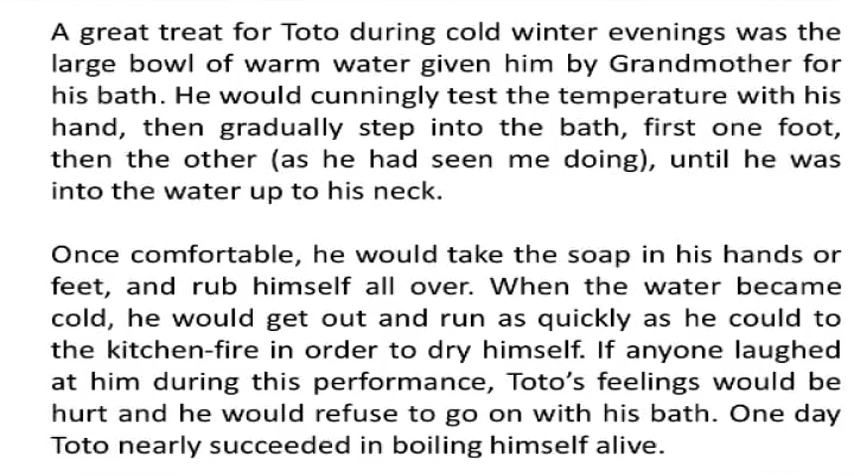 A great treat for Toto during cold winter evenings was the
large bowl of warm water given him by Grandmother for
his bath. He would cunningly test the temperature with his
hand, then gradually step into the bath, first one foot,
then the other (as he had seen me doing), until he was
into the water up to his neck.
Once comfortable, he would take the soap in his hands or
feet, and rub himself all over. When the water became
cold, he would get out and run as quickly as he could to
the kitchen-fire in order to dry himself. If anyone laughed
at him during this performance, Toto’s feelings would be
hurt and he would refuse to go on with his bath. One day
Toto nearly succeeded in boiling himself alive.